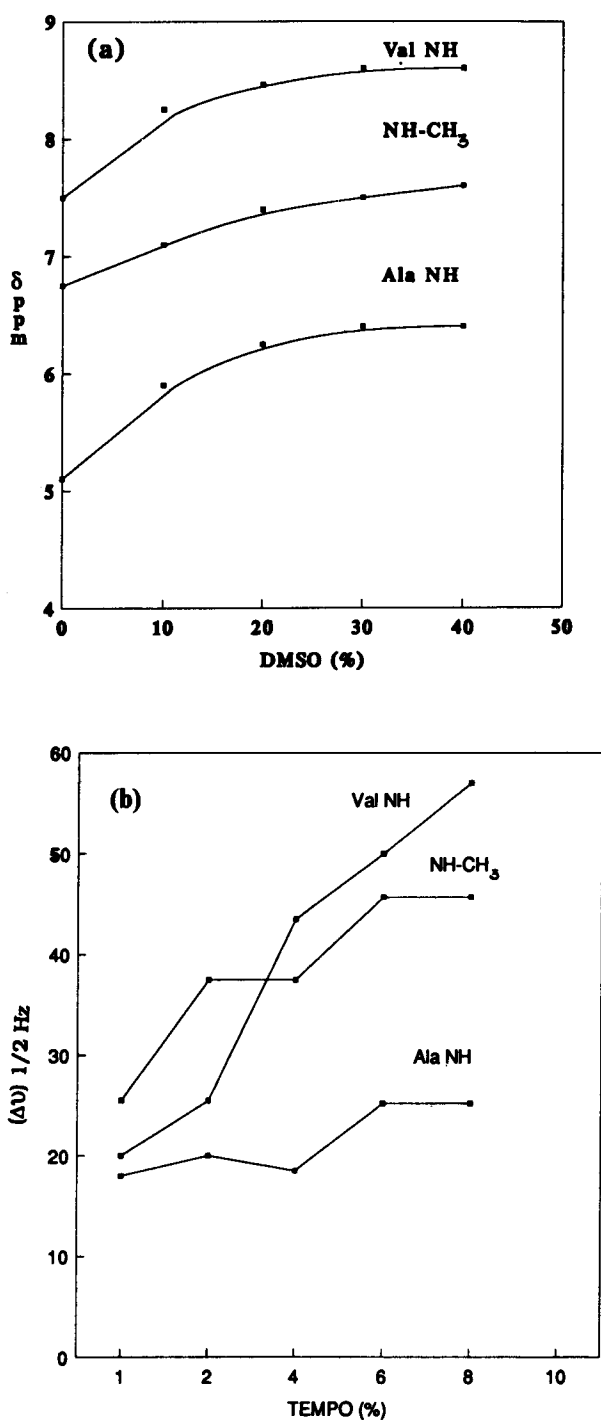 (a)
Val NH
NH-CH₃
Ala NH
9
8
7
6
5
4
δ ppm
0 10 20 30 40 50
DMSO (%)
(b)
Val NH
NH-CH₃
Ala NH
60
50
40
30
20
10
0
(Δυ) 1/2 Hz
1 2 4 6 8 10
TEMPO (%)